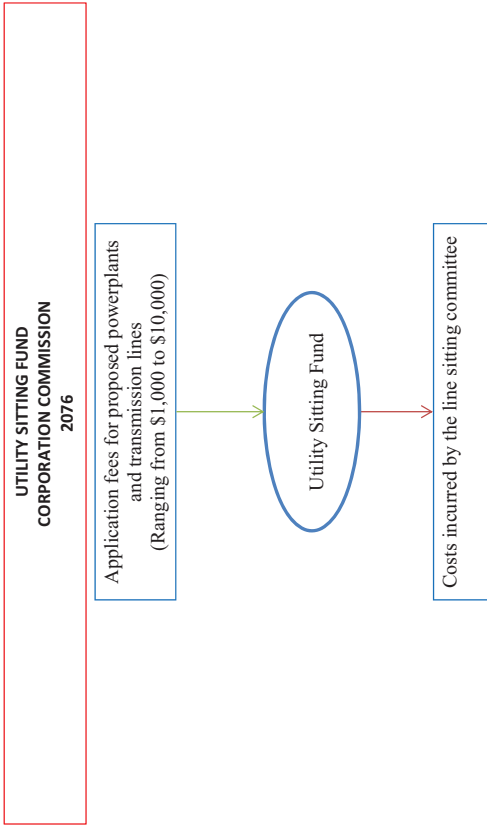 UTILITY SITTING FUND
CORPORATION COMMISSION
2076
Application fees for proposed powerplants
and transmission lines
(Ranging from $1,000 to $10,000)
Utility Sitting Fund
Costs incurred by the line sitting committee